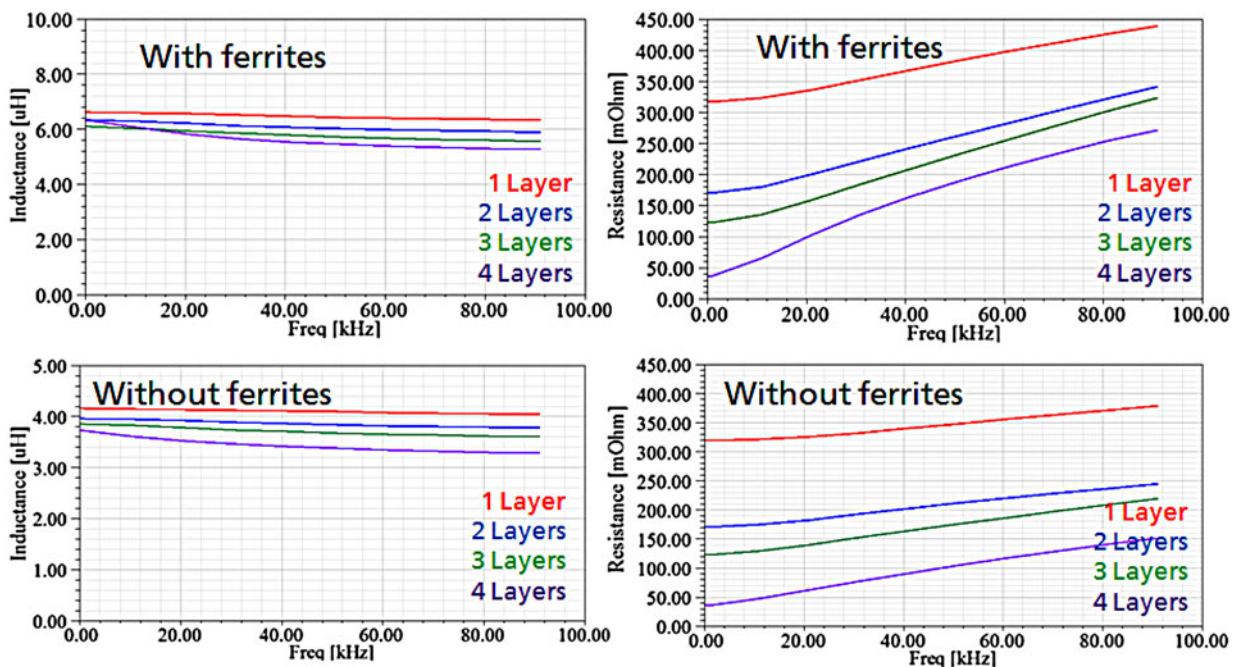 With ferrites
Inductance [uH]
10.00
8.00
6.00
4.00
2.00
0.00
1 Layer
2 Layers
3 Layers
4 Layers
0.00 20.00 40.00 60.00 80.00 100.00
Freq [kHz]
With ferrites
Resistance [mOhm]
450.00
400.00
350.00
300.00
250.00
200.00
150.00
100.00
50.00
0.00
1 Layer
2 Layers
3 Layers
4 Layers
0.00 20.00 40.00 60.00 80.00 100.00
Freq [kHz]
Without ferrites
Inductance [uH]
5.00
4.00
3.00
2.00
1.00
0.00
1 Layer
2 Layers
3 Layers
4 Layers
0.00 20.00 40.00 60.00 80.00 100.00
Freq [kHz]
Without ferrites
Resistance [mOhm]
450.00
400.00
350.00
300.00
250.00
200.00
150.00
100.00
50.00
0.00
1 Layer
2 Layers
3 Layers
4 Layers
0.00 20.00 40.00 60.00 80.00 100.00
Freq [kHz]